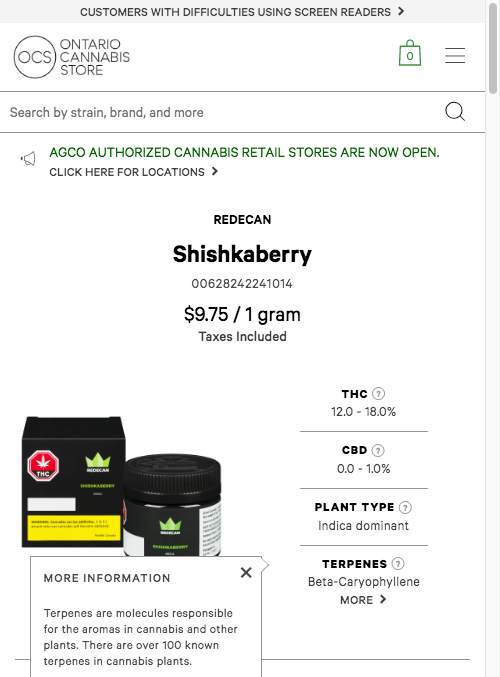 CUSTOMERS WITH DIFFICULTIES USING SCREEN READERS
OCS
ONTARIO
CANNABIS
STORE
0
Search by strain, brand, and more
AGCO AUTHORIZED CANNABIS RETAIL STORES ARE NOW OPEN.
CLICK HERE FOR LOCATIONS
REDECAN
Shishkaberry
00628242241014
$9.75 / 1 gram
Taxes Included
THC ?
12.0 - 18.0%
CBD ?
0.0 - 1.0%
PLANT TYPE ?
Indica dominant
TERPENES ?
Beta-Caryophyllene
MORE
THC
REDECAN
SHISHKABERRY
REDECAN
SHISHKABERRY
MORE INFORMATION
Terpenes are molecules responsible
for the aromas in cannabis and other
plants. There are over 100 known
terpenes in cannabis plants.